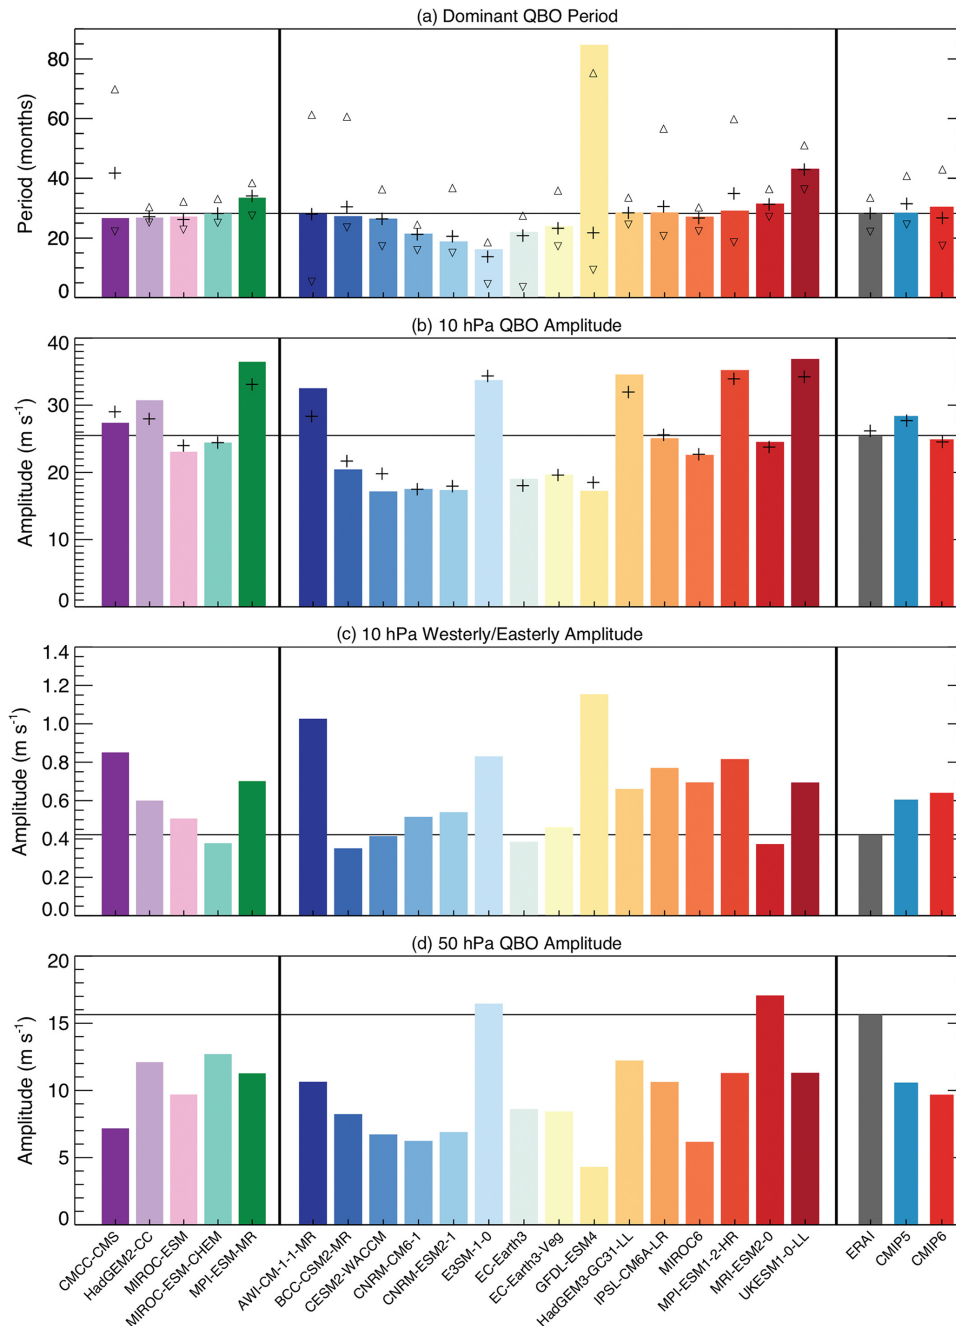 (a) Dominant QBO Period
Period (months)
80
60
40
20
0
(b) 10 hPa QBO Amplitude
Amplitude (m s⁻¹)
40
30
20
10
0
(c) 10 hPa Westerly/Easterly Amplitude
Amplitude (m s⁻¹)
1.4
1.2
1.0
0.8
0.6
0.4
0.2
0.0
(d) 50 hPa QBO Amplitude
Amplitude (m s⁻¹)
20
15
10
5
0
CMCC-CMS
HadGEM2-CC
MIROC-ESM
MIROC-ESM-CHEM
MPI-ESM-MR
AWI-CM-1-1-MR
BCC-CSM2-MR
CESM2-WACCM
CNRM-CM6-1
CNRM-ESM2-1
E3SM-1-0
EC-Earth3
EC-Earth3-Veg
GFDL-ESM4
HadGEM3-GC31-LL
IPSL-CM6A-LR
MIROC6
MPI-ESM1-2-HR
MRI-ESM2-0
UKESM1-0-LL
ERAI
CMIP5
CMIP6